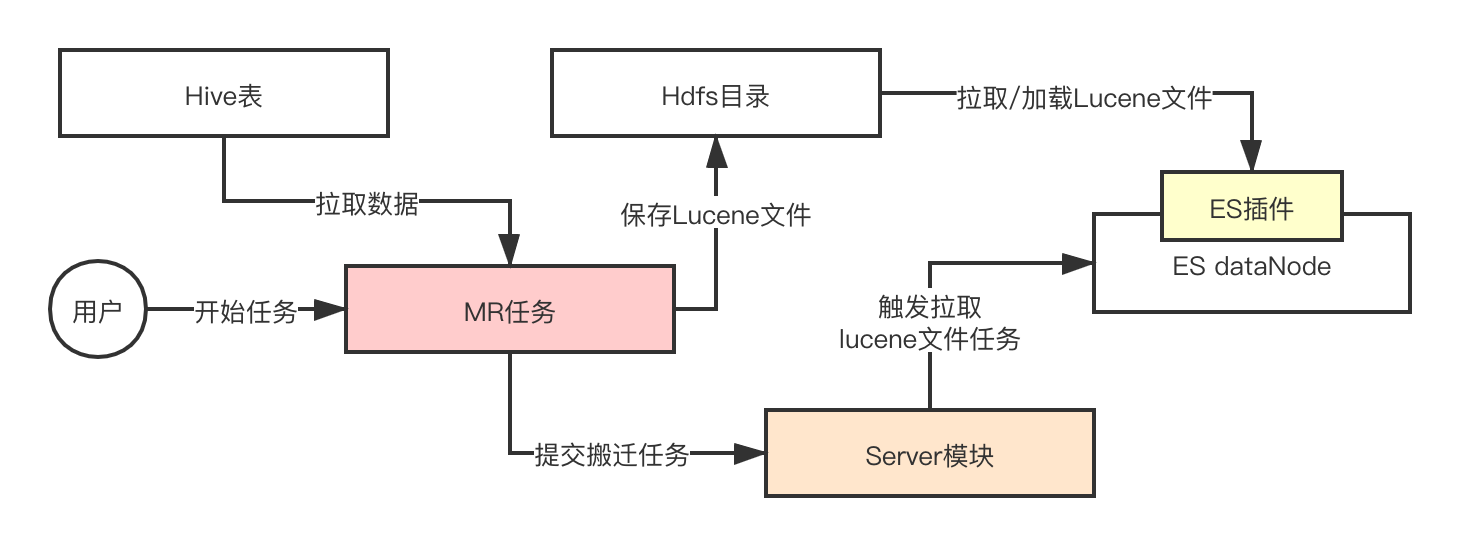 Hive表
Hdfs目录
拉取/加载Lucene文件
拉取数据
保存Lucene文件
ES插件
ES dataNode
用户
开始任务
MR任务
触发拉取
lucene文件任务
提交搬迁任务
Server模块